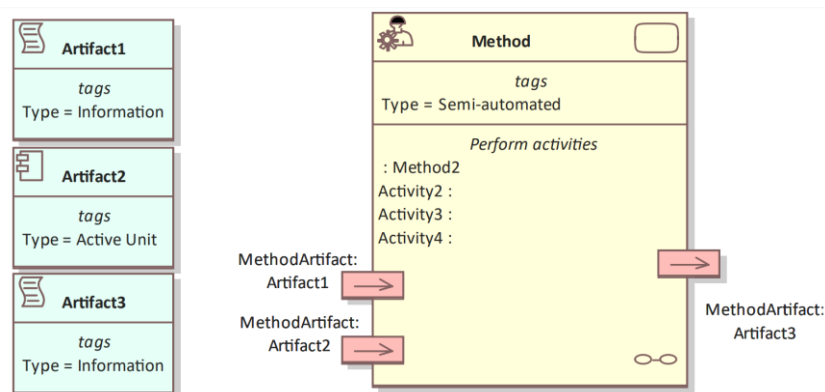 Artifact1
tags
Type = Information
Artifact2
tags
Type = Active Unit
Artifact3
tags
Type = Information
Method
tags
Type = Semi-automated
Perform activities
: Method2
Activity2 :
Activity3 :
Activity4 :
MethodArtifact:
Artifact1
MethodArtifact:
Artifact2
MethodArtifact:
Artifact3